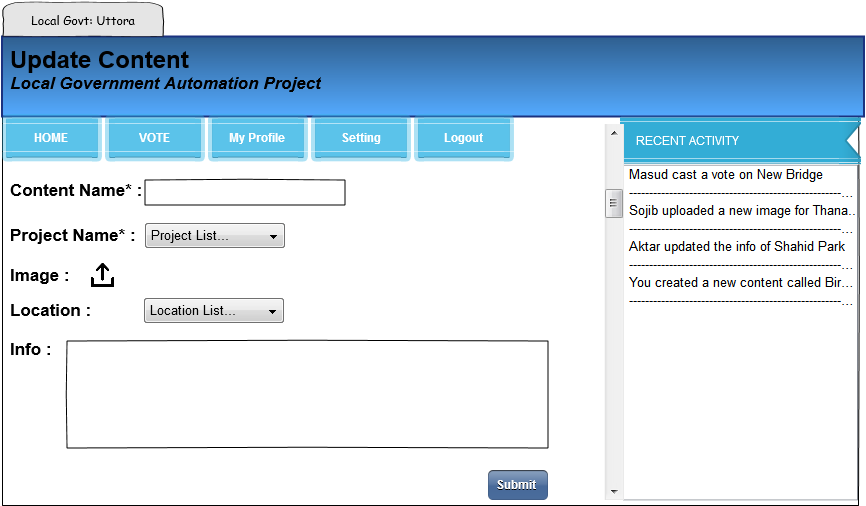 Local Govt: Uttora
Update Content
Local Government Automation Project
HOME VOTE My Profile Setting Logout
RECENT ACTIVITY
Content Name* :
Project Name* : Project List...
Image :
Location : Location List...
Info :
Submit
Masud cast a vote on New Bridge
--------------------------------------------------...
Sojib uploaded a new image for Thana..
--------------------------------------------------...
Aktar updated the info of Shahid Park
--------------------------------------------------...
You created a new content called Bir...
--------------------------------------------------...